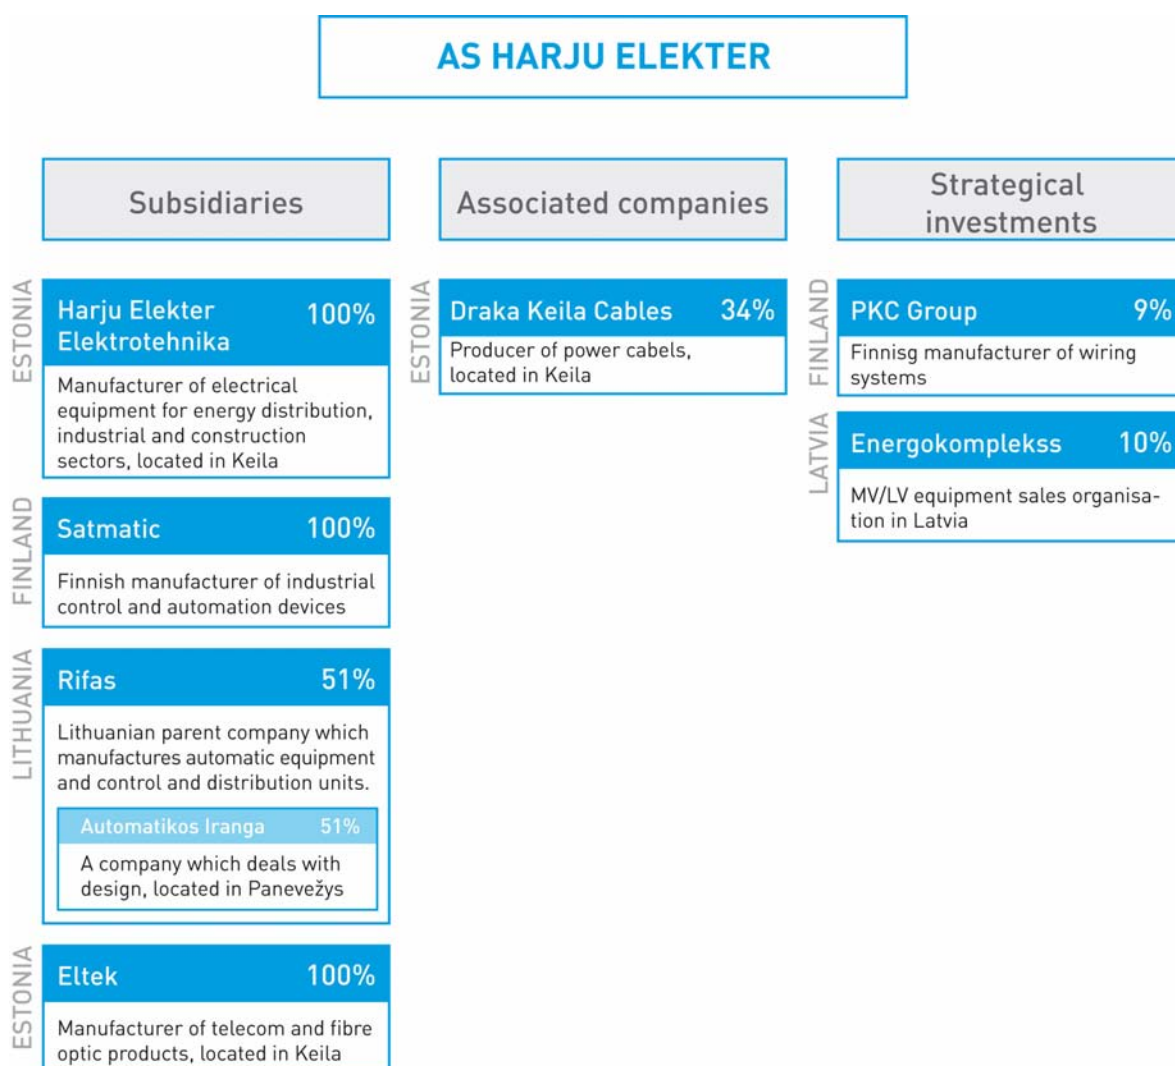 AS HARJU ELEKTER
Subsidiaries
ESTONIA
Harju Elekter 100%
Elektrotehnika
Manufacturer of electrical
equipment for energy distribution,
industrial and construction
sectors, located in Keila
FINLAND
Satmatic 100%
Finnish manufacturer of industrial
control and automation devices
LITHUANIA
Rifas 51%
Lithuanian parent company which
manufactures automatic equipment
and control and distribution units.
Automatikos Iranga 51%
A company which deals with
design, located in Panevežys
ESTONIA
Eltek 100%
Manufacturer of telecom and fibre
optic products, located in Keila
Associated companies
ESTONIA
Draka Keila Cables 34%
Producer of power cabels,
located in Keila
Strategical
investments
FINLAND
PKC Group 9%
Finnisg manufacturer of wiring
systems
LATVIA
Energokomplekss 10%
MV/LV equipment sales organisa-
tion in Latvia